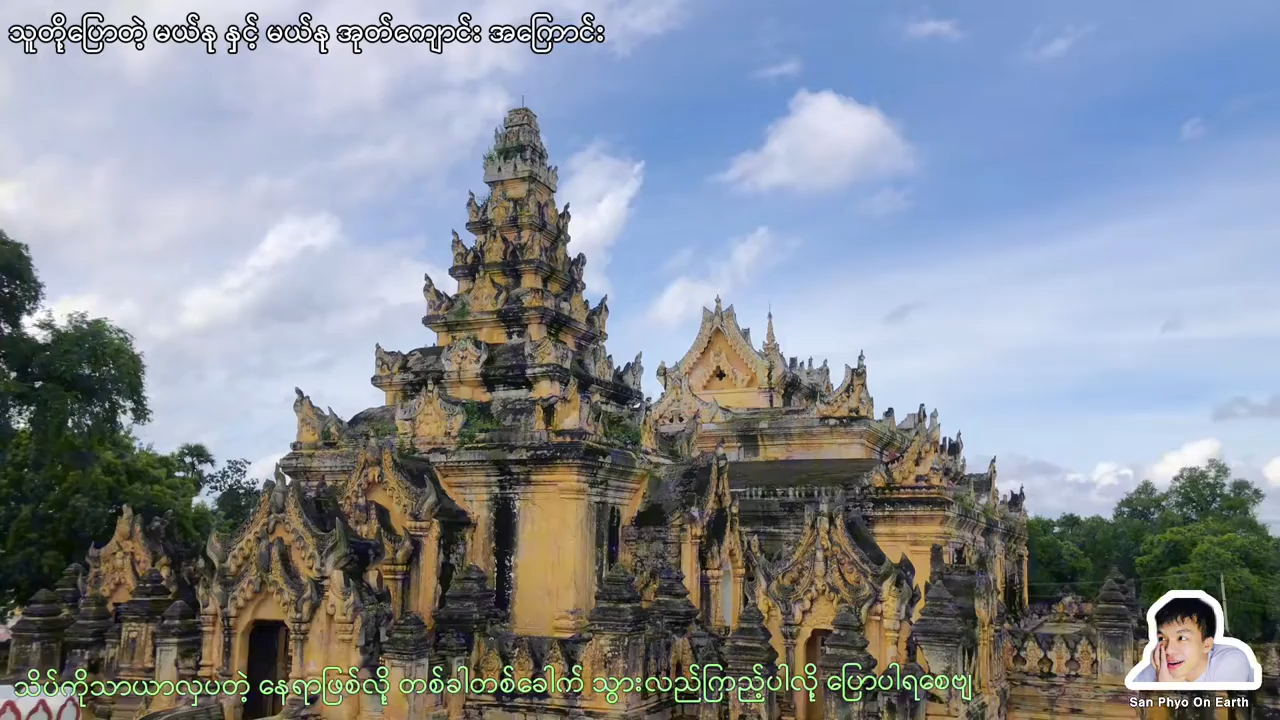 သူတို့ပြောတဲ့ မယ်နု နှင့် မယ်နု အုတ်ကျောင်း အကြောင်း
သိပ်ကိုသာယာလှပတဲ့ နေရာဖြစ်လို့ တစ်ခါတစ်ခေါက် သွားလည်ကြည့်ပါလို့ ပြောပါရစေဗျ
San Phyo On Earth